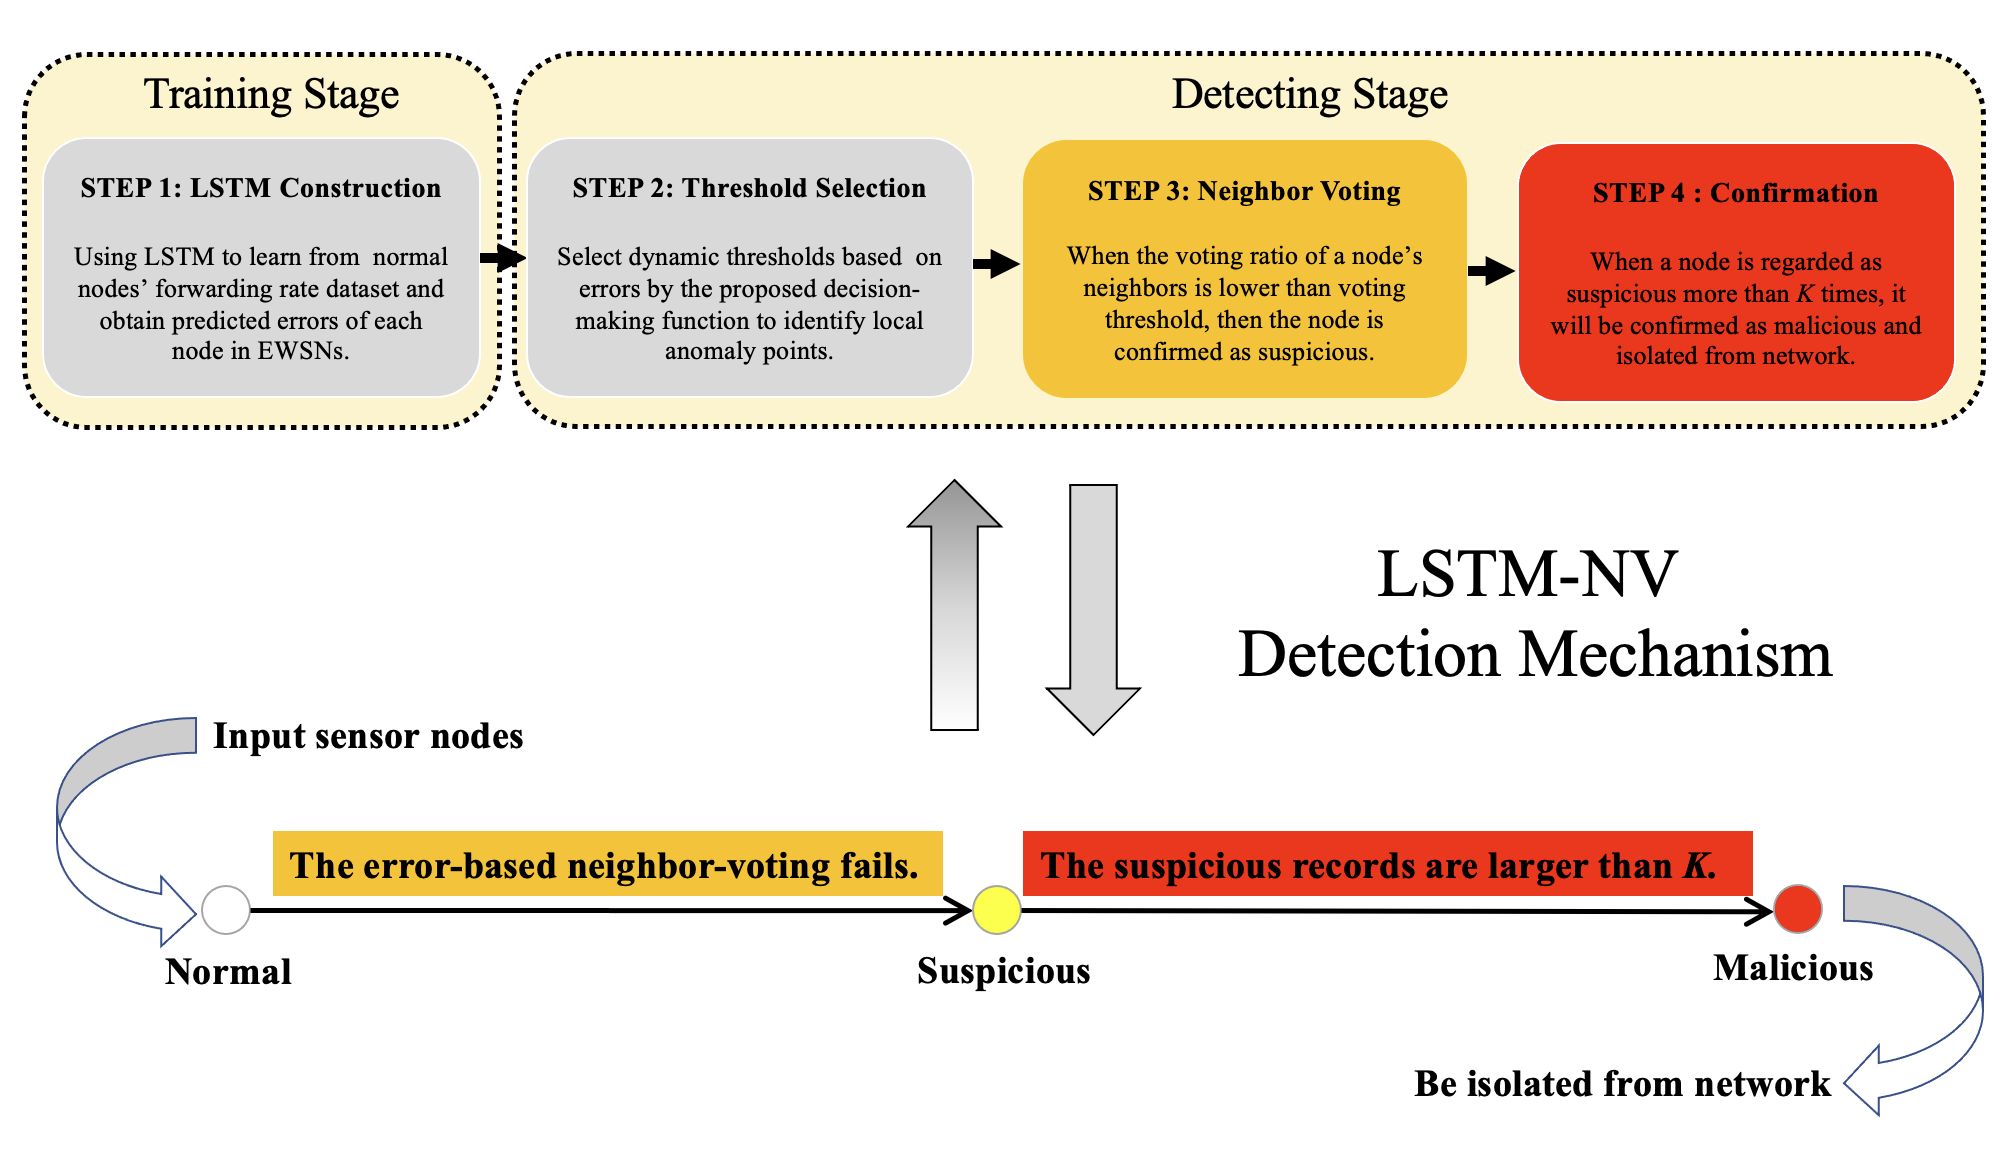 Training Stage
Detecting Stage
STEP 1: LSTM Construction
Using LSTM to learn from normal
nodes’ forwarding rate dataset and
obtain predicted errors of each
node in EWSNs.
STEP 2: Threshold Selection
Select dynamic thresholds based on
errors by the proposed decision-
making function to identify local
anomaly points.
STEP 3: Neighbor Voting
When the voting ratio of a node’s
neighbors is lower than voting
threshold, then the node is
confirmed as suspicious.
STEP 4 : Confirmation
When a node is regarded as
suspicious more than K times, it
will be confirmed as malicious and
isolated from network.
LSTM-NV
Detection Mechanism
Input sensor nodes
The error-based neighbor-voting fails.
The suspicious records are larger than K.
Normal
Suspicious
Malicious
Be isolated from network